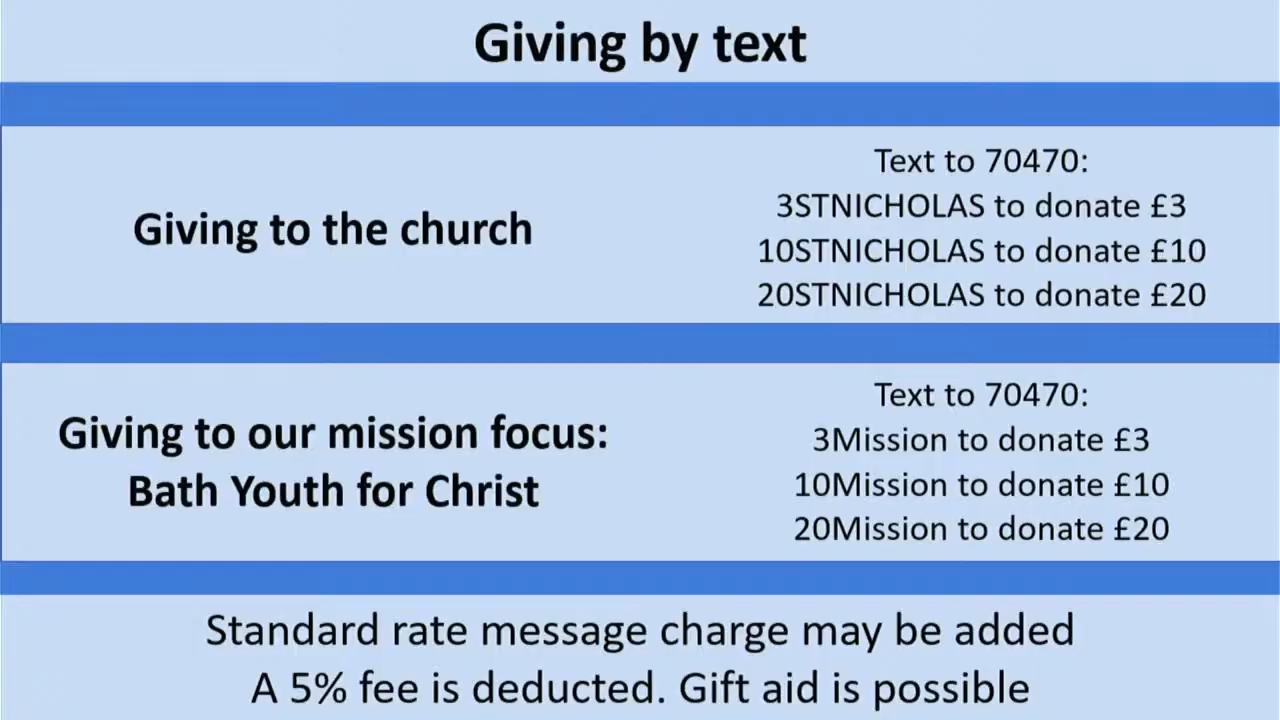 Giving by text
Giving to the church
Text to 70470:
3STNICHOLAS to donate £3
10STNICHOLAS to donate £10
20STNICHOLAS to donate £20
Giving to our mission focus:
Bath Youth for Christ
Text to 70470:
3Mission to donate £3
10Mission to donate £10
20Mission to donate £20
Standard rate message charge may be added
A 5% fee is deducted. Gift aid is possible